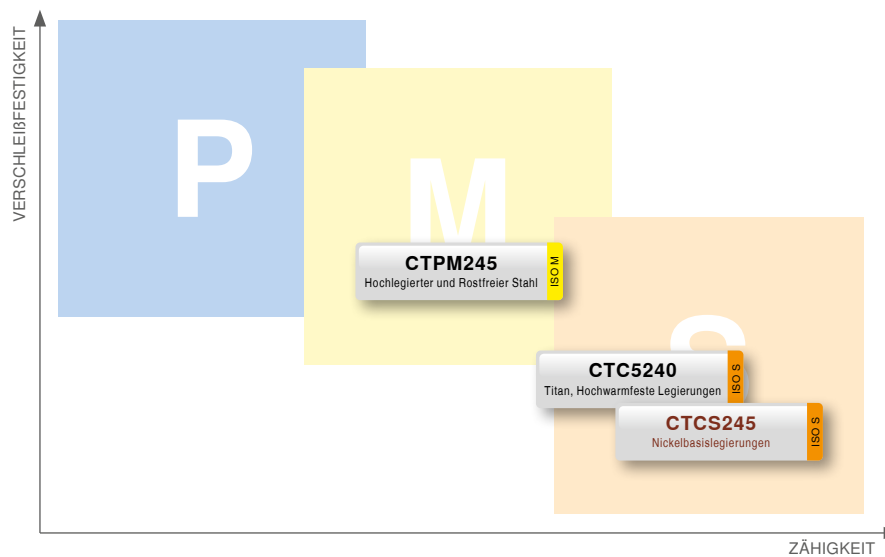 VERSCHLEIßFESTIGKEIT
P
M
CTPM245
Hochlegierter und Rostfreier Stahl
ISO M
S
CTC5240
Titan, Hochwarmfeste Legierungen
ISO S
CTCS245
Nickelbasislegierungen
ISO S
ZÄHIGKEIT